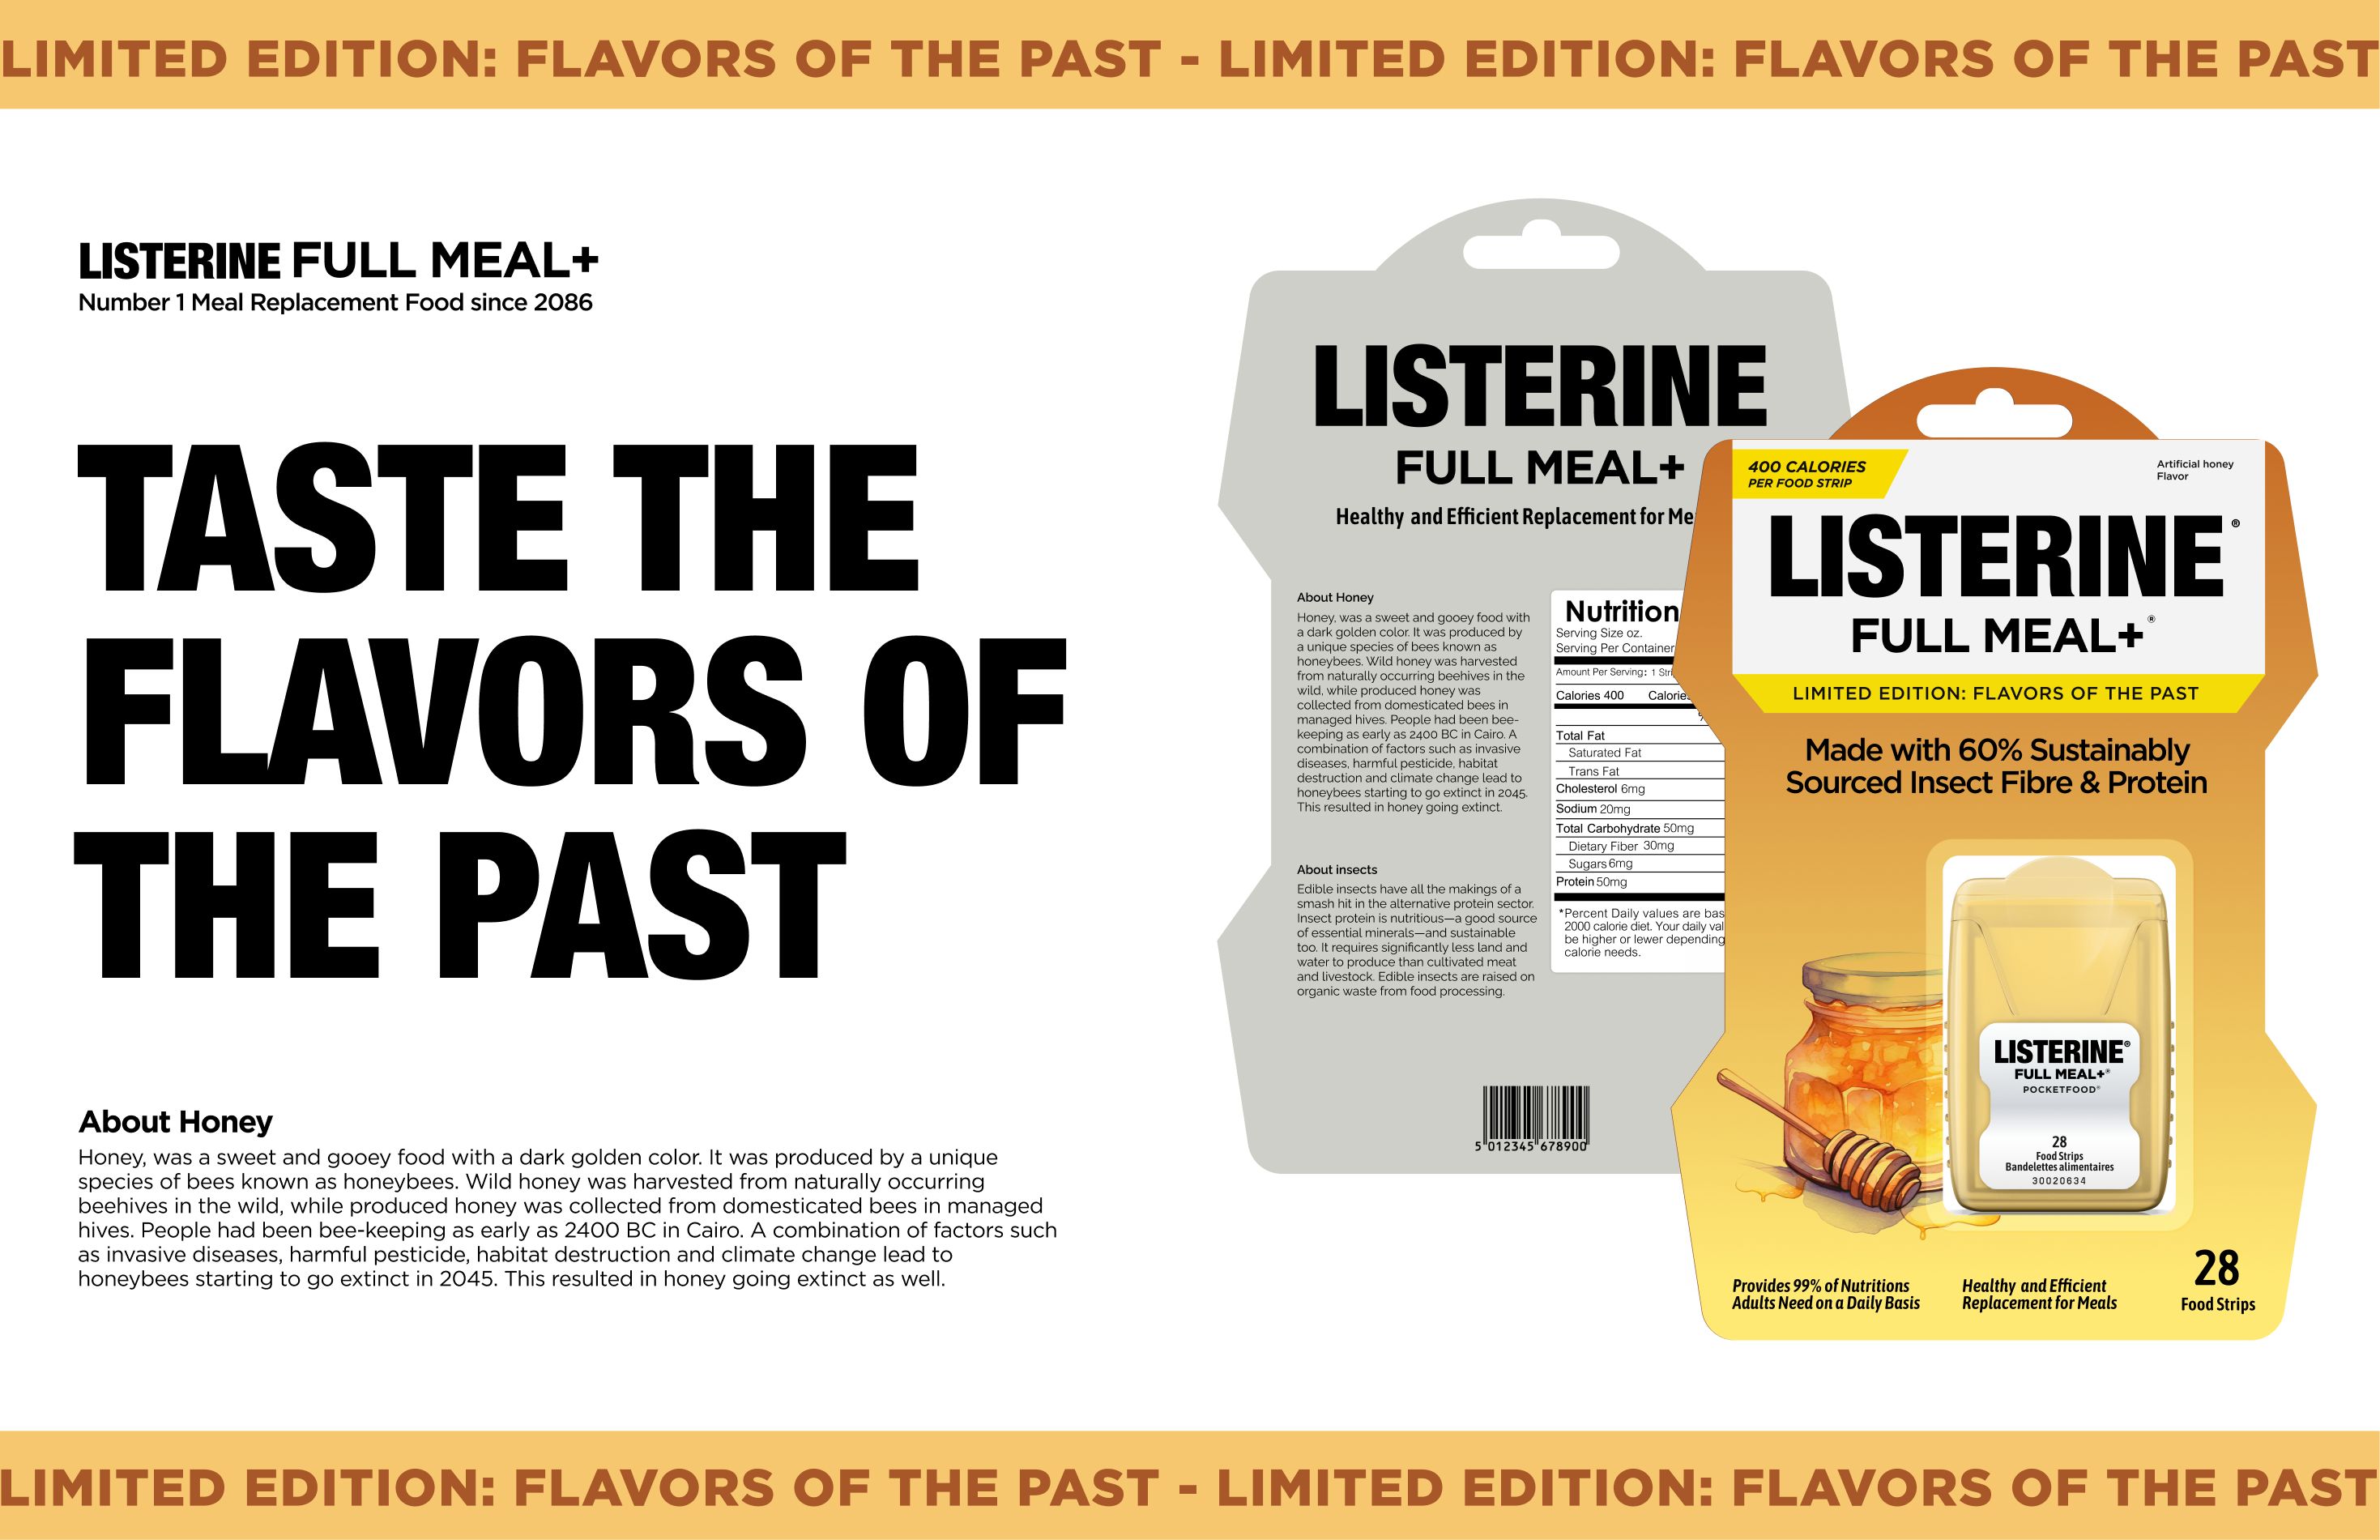 LIMITED EDITION: FLAVORS OF THE PAST - LIMITED EDITION: FLAVORS OF THE PAST
LISTERINE FULL MEAL+
Number 1 Meal Replacement Food since 2086
TASTE THE
FLAVORS OF
THE PAST
About Honey
Honey, was a sweet and gooey food with a dark golden color. It was produced by a unique
species of bees known as honeybees. Wild honey was harvested from naturally occurring
beehives in the wild, while produced honey was collected from domesticated bees in managed
hives. People had been bee-keeping as early as 2400 BC in Cairo. A combination of factors such
as invasive diseases, harmful pesticide, habitat destruction and climate change lead to
honeybees starting to go extinct in 2045. This resulted in honey going extinct as well.
LISTERINE
FULL MEAL+
Healthy and Efficient Replacement for
About Honey
Honey, was a sweet and gooey food with
a dark golden color. It was produced by
a unique species of bees known as
honeybees. Wild honey was harvested
from naturally occurring beehives in the
wild, while produced honey was
collected from domesticated bees in
managed hives. People had been bee-
keeping as early as 2400 BC in Cairo. A
combination of factors such as invasive
diseases, harmful pesticide, habitat
destruction and climate change lead to
honeybees starting to go extinct in 2045.
This resulted in honey going extinct.
About insects
Edible insects have all the makings of a
smash hit in the alternative protein sector.
Insect protein is nutritious—a good source
of essential minerals—and sustainable
too. It requires significantly less land and
water to produce than cultivated meat
and livestock. Edible insects are raised on
organic waste from food processing.
Nutrition
Serving Size oz.
Serving Per Container
Amount Per Serving: 1
Calories 400
Total Fat
Saturated Fat
Trans Fat
Cholesterol 6mg
Sodium 20mg
Total Carbohydrate 50mg
Dietary Fiber 30mg
Sugars 6mg
Protein 50mg
*Percent Daily values are
2000 calorie diet. Your daily
be higher or lewer depending
calorie needs.
5 012345 678900
400 CALORIES
PER FOOD STRIP
Artificial honey
Flavor
LISTERINE®
FULL MEAL+®
LIMITED EDITION: FLAVORS OF THE PAST
Made with 60% Sustainably
Sourced Insect Fibre & Protein
LISTERINE®
FULL MEAL+®
POCKETFOOD®
28
Food Strips
Bandelettes alimentaires
30020634
Provides 99% of Nutritions
Adults Need on a Daily Basis
Healthy and Efficient
Replacement for Meals
28
Food Strips
LIMITED EDITION: FLAVORS OF THE PAST - LIMITED EDITION: FLAVORS OF THE PAST